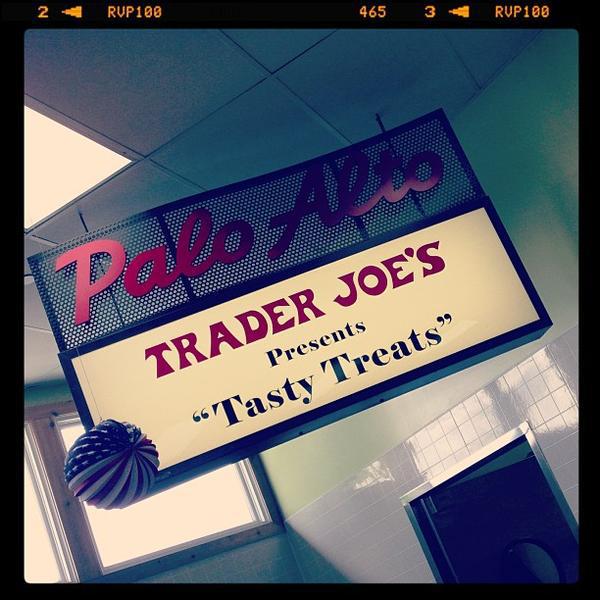 2 RVP100 465 3 RVP100
Palo Alto
TRADER JOE'S
Presents
“Tasty Treats”